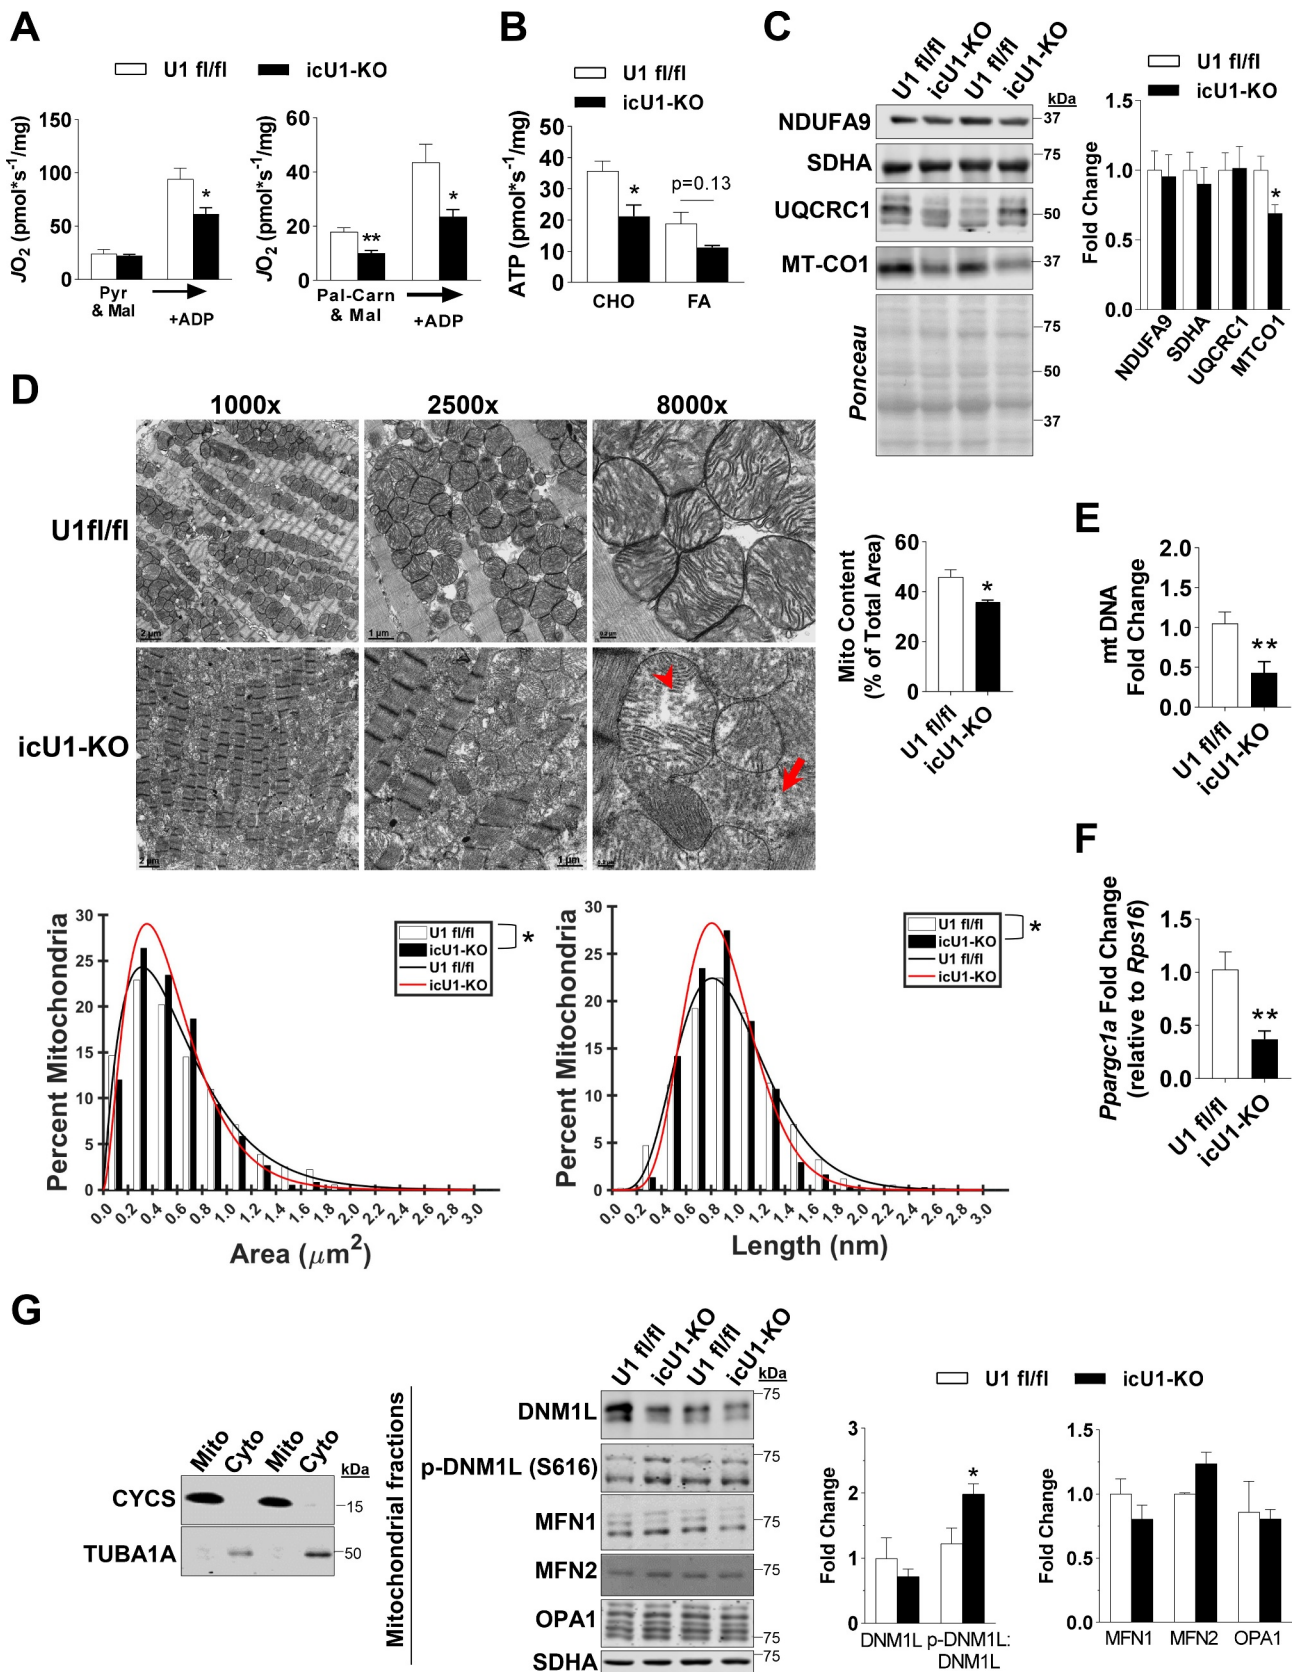 A
U1 fl/fl
icU1-KO
JO2 (pmol*s-1/mg)
150
100
50
0
Pyr
& Mal
+ADP
*
JO2 (pmol*s-1/mg)
60
40
20
0
**
*
Pal-Carn
& Mal
+ADP
B
U1 fl/fl
icU1-KO
ATP (pmol*s-1/mg)
50
40
30
20
10
0
*
p=0.13
CHO
FA
C
U1 fl/fl
icU1-KO
U1 fl/fl
icU1-KO
kDa
NDUFA9
37
SDHA
75
UQCRC1
50
MT-CO1
37
Ponceau
75
50
37
U1 fl/fl
icU1-KO
Fold Change
1.5
1.0
0.5
0.0
*
NDUFA9
SDHA
UQCRC1
MTCO1
D
1000x
2500x
8000x
U1fl/fl
2 µm
1 µm
0.2 µm
icU1-KO
2 µm
1 µm
0.2 µm
Mito Content
(% of Total Area)
60
40
20
0
*
U1 fl/fl
icU1-KO
E
mt DNA
Fold Change
2.0
1.5
1.0
0.5
0.0
**
U1 fl/fl
icU1-KO
F
Ppargc1a Fold Change
(relative to Rps16)
1.5
1.0
0.5
0.0
**
U1 fl/fl
icU1-KO
Percent Mitochondria
30
25
20
15
10
5
0
U1 fl/fl
icU1-KO
U1 fl/fl
icU1-KO
*
0.0 0.2 0.4 0.6 0.8 1.0 1.2 1.4 1.6 1.8 2.0 2.2 2.4 2.6 2.8 3.0
Area (µm2)
Percent Mitochondria
30
25
20
15
10
5
0
U1 fl/fl
icU1-KO
U1 fl/fl
icU1-KO
*
0.0 0.2 0.4 0.6 0.8 1.0 1.2 1.4 1.6 1.8 2.0 2.2 2.4 2.6 2.8 3.0
Length (nm)
G
Mito
Cyto
Mito
Cyto
kDa
CYCS
15
TUBA1A
50
Mitochondrial fractions
U1 fl/fl
icU1-KO
U1 fl/fl
icU1-KO
kDa
DNM1L
75
p-DNM1L (S616)
75
MFN1
75
MFN2
75
OPA1
75
SDHA
75
U1 fl/fl
icU1-KO
Fold Change
3
2
1
0
*
DNM1L
p-DNM1L:
DNM1L
Fold Change
1.5
1.0
0.5
0.0
MFN1
MFN2
OPA1